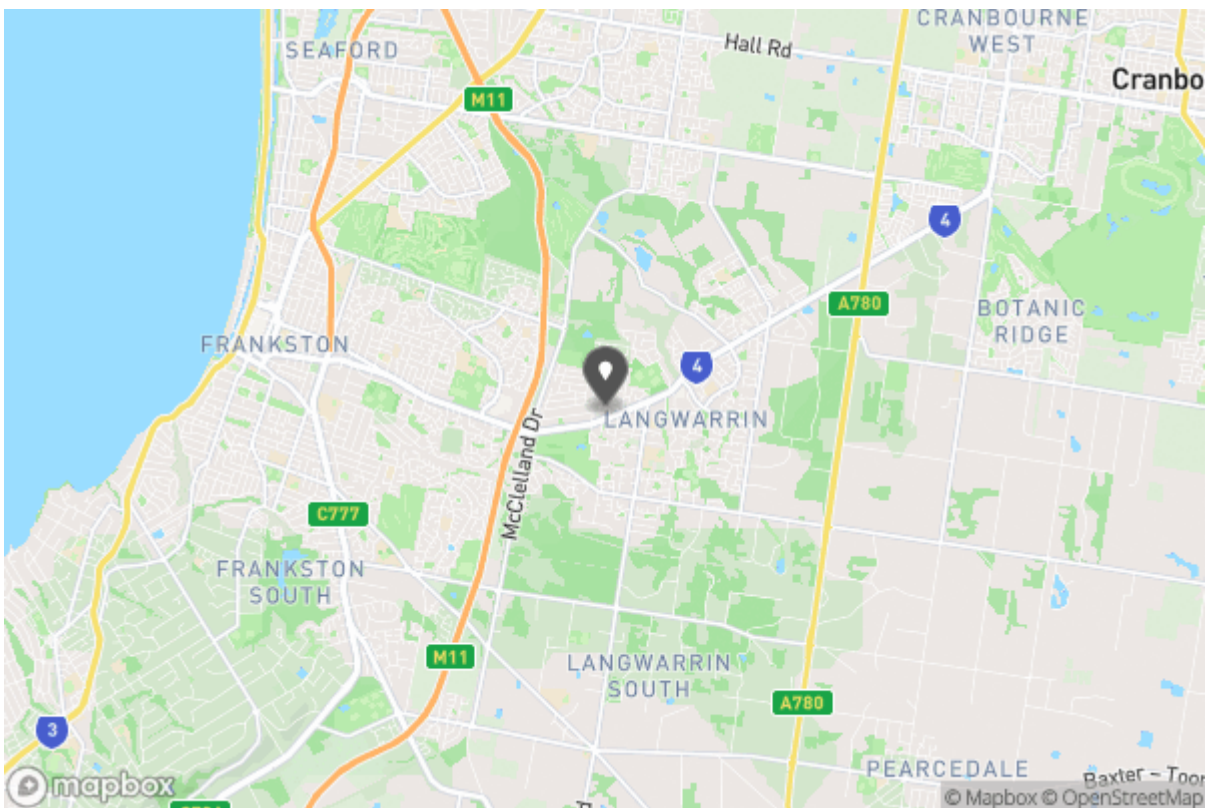 CRANBOURNE
WEST
SEAFORD
Hall Rd
Cranbo
M11
4
A780
BOTANIC
RIDGE
FRANKSTON
4
LANGWARRIN
McClelland Dr
C777
FRANKSTON
SOUTH
M11
LANGWARRIN
SOUTH
A780
3
PEARCEDALE
Baxter – Toor
mapbox
© Mapbox © OpenStreetMap